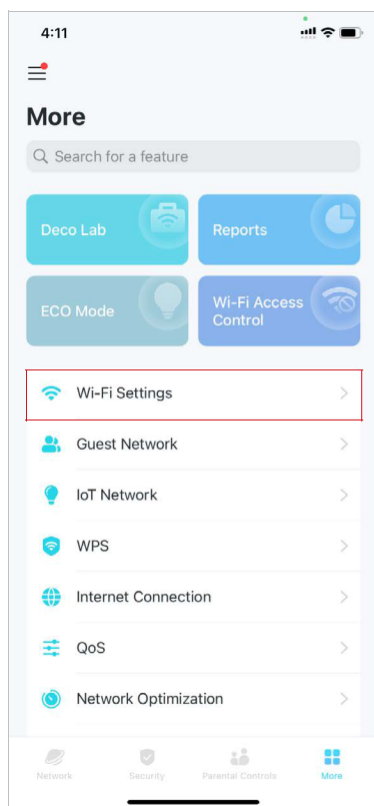 4:11
More
Search for a feature
Deco Lab
Reports
ECO Mode
Wi-Fi Access
Control
Wi-Fi Settings
Guest Network
IoT Network
WPS
Internet Connection
QoS
Network Optimization
Network
Security
Parental Controls
More